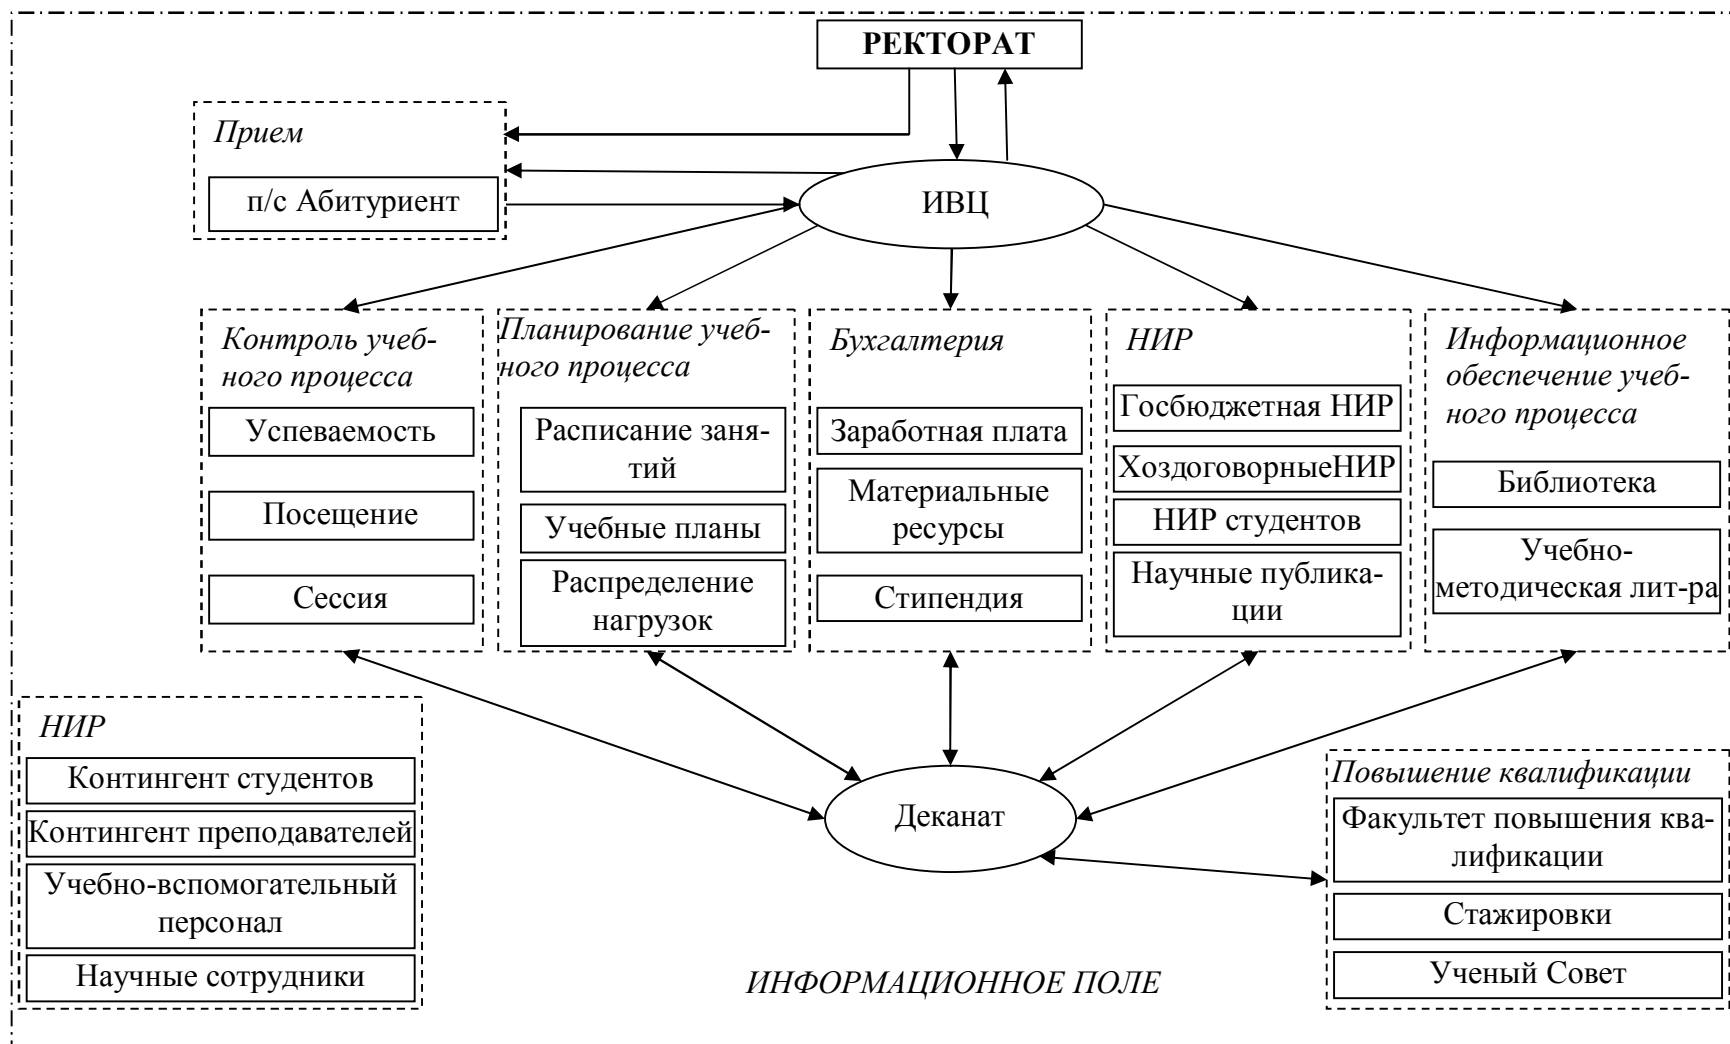 РЕКТОРАТ
Прием
п/с Абитуриент
ИВЦ
Контроль учеб-
ного процесса
Успеваемость
Посещение
Сессия
Планирование учеб-
ного процесса
Расписание заня-
тий
Учебные планы
Распределение
нагрузок
Бухгалтерия
Заработная плата
Материальные
ресурсы
Стипендия
НИР
Госбюджетная НИР
ХоздоговорныеНИР
НИР студентов
Научные публика-
ции
Информационное
обеспечение учеб-
ного процесса
Библиотека
Учебно-
методическая лит-ра
НИР
Контингент студентов
Контингент преподавателей
Учебно-вспомогательный
персонал
Научные сотрудники
Деканат
Повышение квалификации
Факультет повышения ква-
лификации
Стажировки
Ученый Совет
ИНФОРМАЦИОННОЕ ПОЛЕ